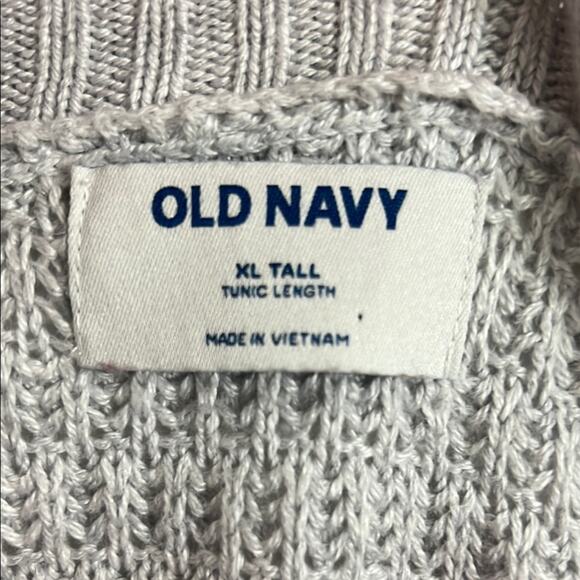 OLD NAVY
XL TALL
TUNIC LENGTH
MADE IN VIETNAM